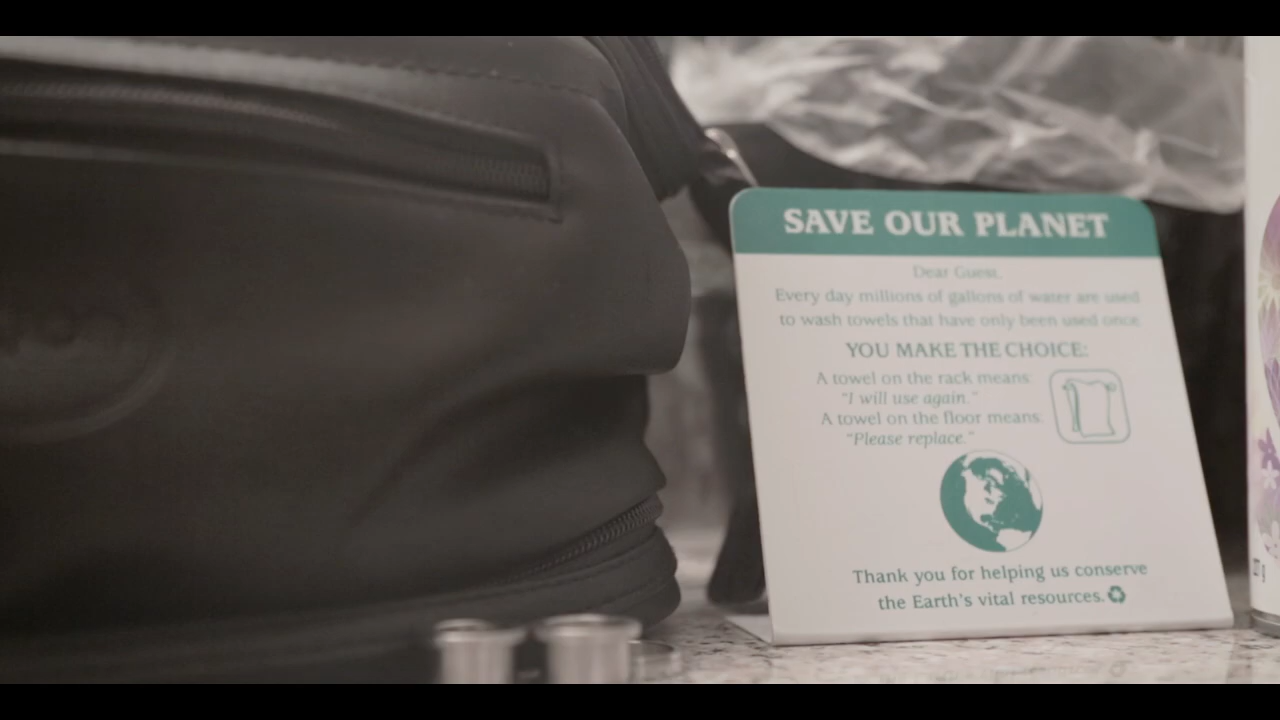 SAVE OUR PLANET
Dear Guest,
Every day millions of gallons of water are used
to wash towels that have only been used once
YOU MAKE THE CHOICE:
A towel on the rack means:
"I will use again."
A towel on the floor means:
"Please replace."
Thank you for helping us conserve
the Earth's vital resources.